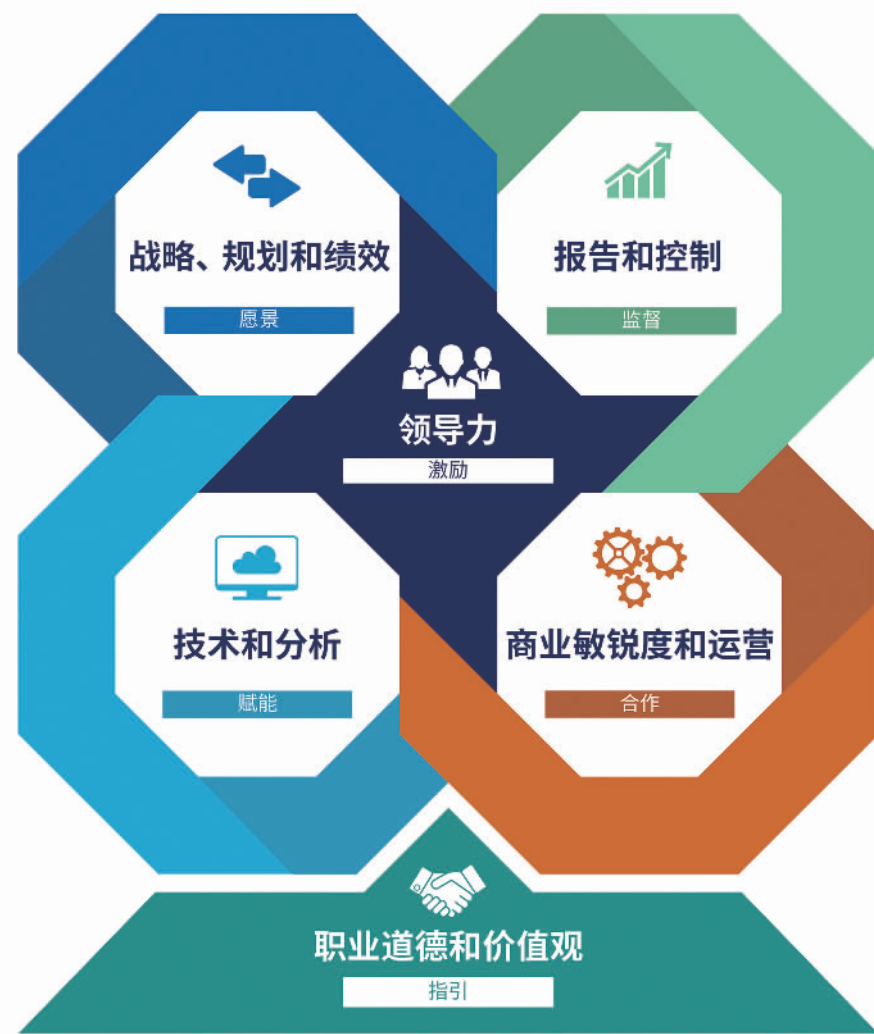 战略、规划和绩效
愿景
报告和控制
监督
领导力
激励
技术和分析
赋能
商业敏锐度和运营
合作
职业道德和价值观
指引